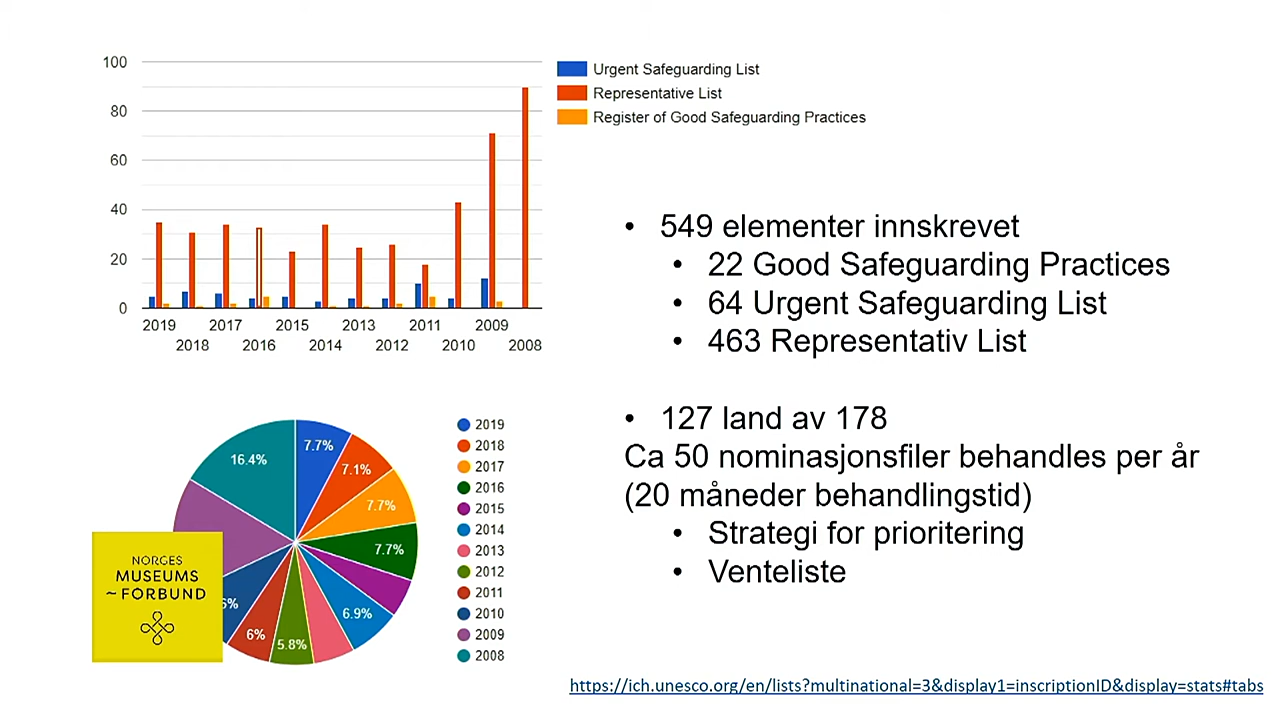 100
80
60
40
20
0
2019 2017 2015 2013 2011 2009
2018 2016 2014 2012 2010 2008
Urgent Safeguarding List
Representative List
Register of Good Safeguarding Practices
• 549 elementer innskrevet
• 22 Good Safeguarding Practices
• 64 Urgent Safeguarding List
• 463 Representativ List
• 127 land av 178
Ca 50 nominasjonsfiler behandles per år
(20 måneder behandlingstid)
• Strategi for prioritering
• Venteliste
16.4%
7.7%
7.1%
7.7%
7.7%
6.9%
5.8%
6%
2019
2018
2017
2016
2015
2014
2013
2012
2011
2010
2009
2008
NORGES
MUSEUMS
~FORBUND
https://ich.unesco.org/en/lists?multinational=3&display1=inscriptionID&display=stats#tabs